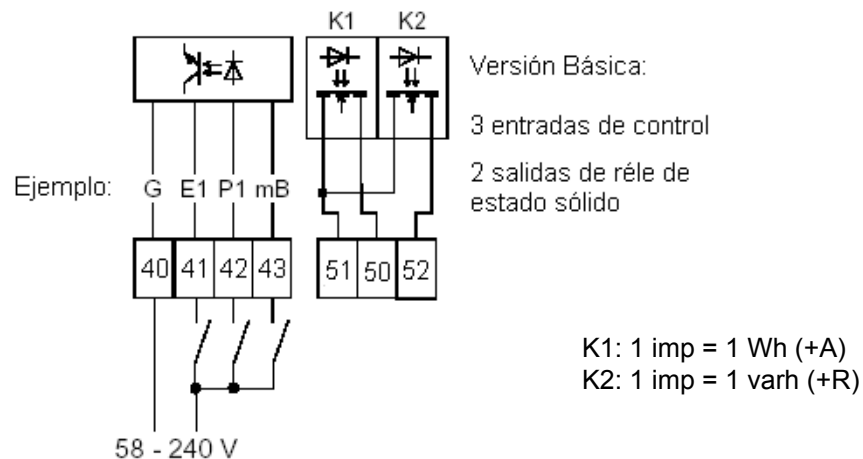 K1 K2
Versión Básica:
3 entradas de control
2 salidas de réle de
estado sólido
Ejemplo: G E1 P1 mB
40 41 42 43 51 50 52
K1: 1 imp = 1 Wh (+A)
K2: 1 imp = 1 varh (+R)
58 - 240 V